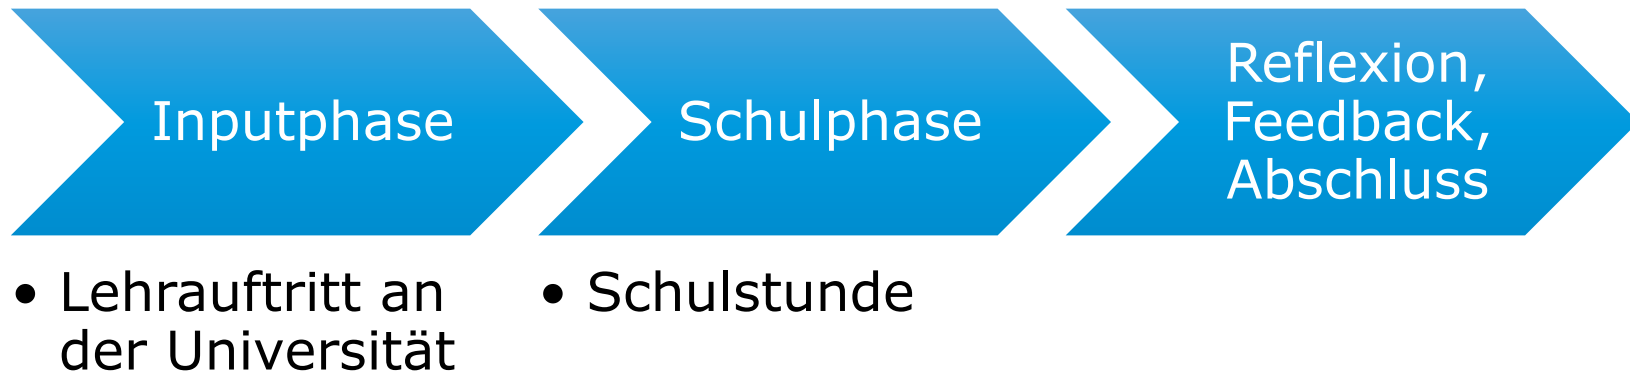 Inputphase
Schulphase
Reflexion,
Feedback,
Abschluss
• Lehrauftritt an
der Universität
• Schulstunde